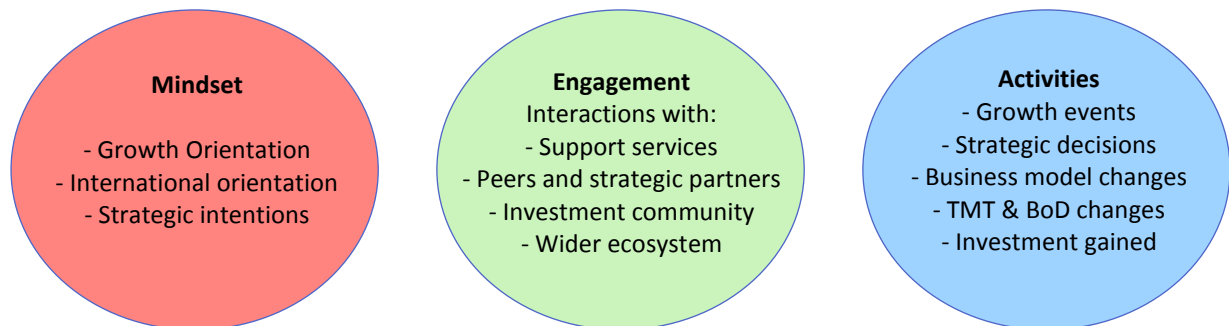 Mindset
- Growth Orientation
- International orientation
- Strategic intentions
Engagement
Interactions with:
- Support services
- Peers and strategic partners
- Investment community
- Wider ecosystem
Activities
- Growth events
- Strategic decisions
- Business model changes
- TMT & BoD changes
- Investment gained